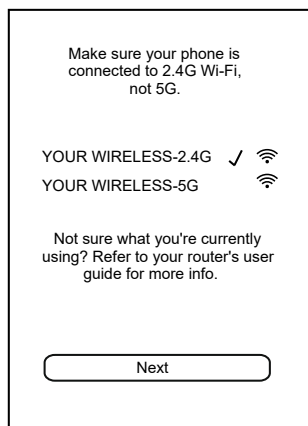 Make sure your phone is
connected to 2.4G Wi-Fi,
not 5G.
YOUR WIRELESS-2.4G
YOUR WIRELESS-5G
Not sure what you're currently
using? Refer to your router's user
guide for more info.
Next